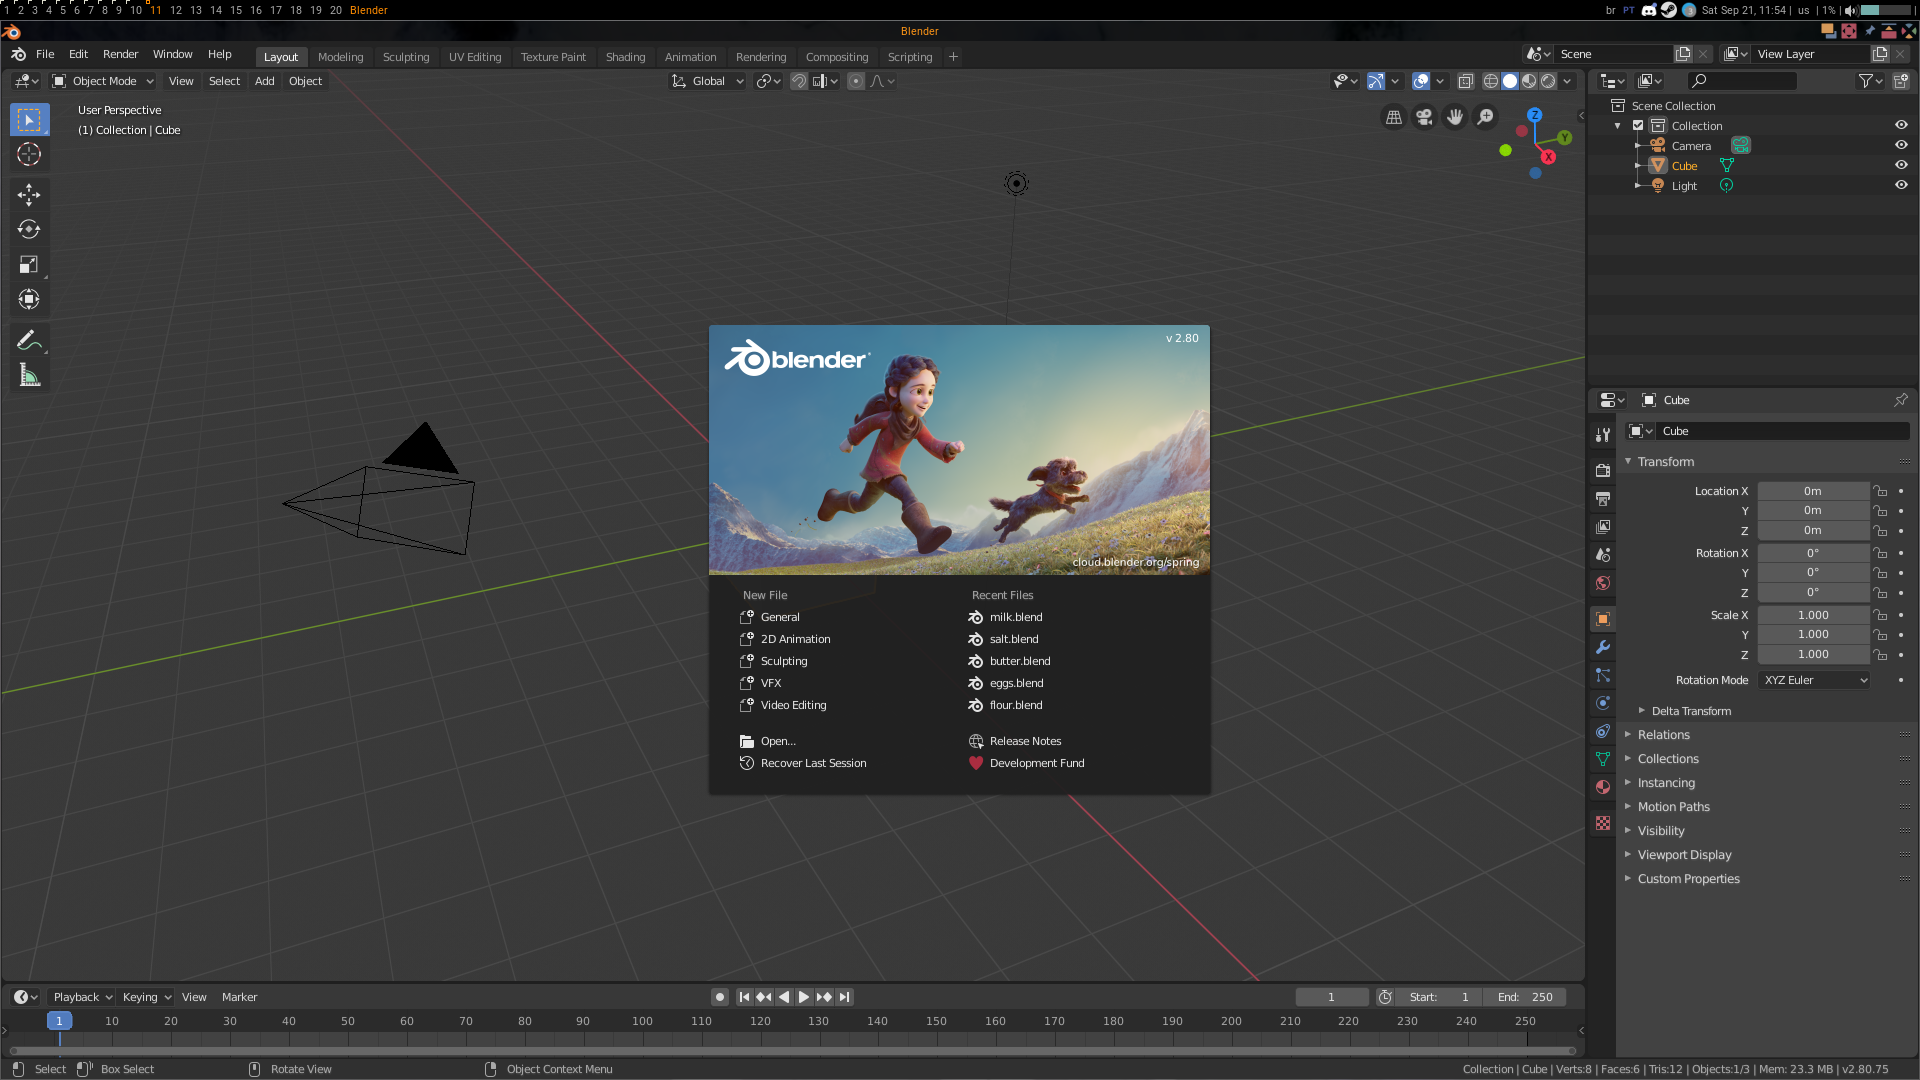 1 2 3 4 5 6 7 8 9 10 11 12 13 14 15 16 17 18 19 20 Blender
br PT Sat Sep 21, 11:54 | us | 1% |
Blender
File Edit Render Window Help
Layout Modeling Sculpting UV Editing Texture Paint Shading Animation Rendering Compositing Scripting +
Scene
View Layer
Object Mode View Select Add Object
Global
User Perspective
(1) Collection | Cube
Z
Y
X
Scene Collection
Collection
Camera
Cube
Light
blender
v 2.80
cloud.blender.org/spring
New File
General
2D Animation
Sculpting
VFX
Video Editing
Open...
Recover Last Session
Recent Files
milk.blend
salt.blend
butter.blend
eggs.blend
flour.blend
Release Notes
Development Fund
Cube
Cube
Transform
Location X 0m
Y 0m
Z 0m
Rotation X 0°
Y 0°
Z 0°
Scale X 1.000
Y 1.000
Z 1.000
Rotation Mode XYZ Euler
Delta Transform
Relations
Collections
Instancing
Motion Paths
Visibility
Viewport Display
Custom Properties
Playback Keying View Marker
1 Start: 1 End: 250
1 10 20 30 40 50 60 70 80 90 100 110 120 130 140 150 160 170 180 190 200 210 220 230 240 250
Select Box Select Rotate View Object Context Menu
Collection | Cube | Verts:8 | Faces:6 | Tris:12 | Objects:1/3 | Mem: 23.3 MB | v2.80.75